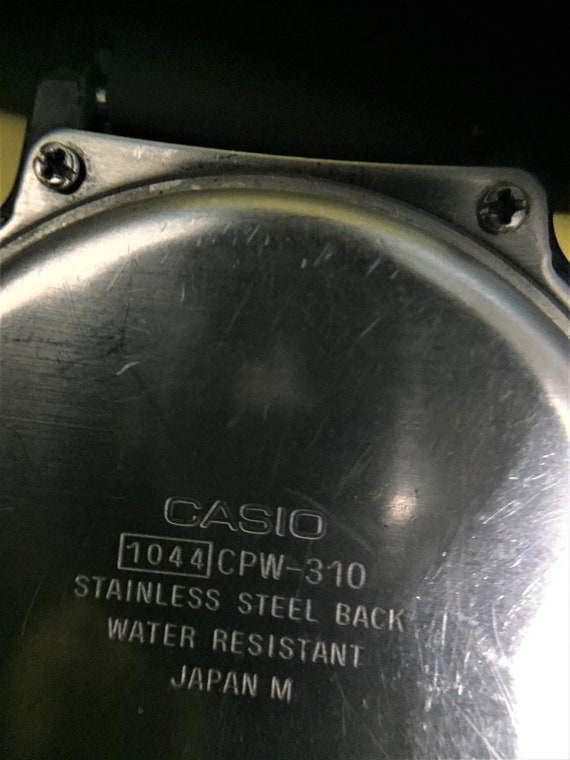 CASIO
1044 CPW-310
STAINLESS STEEL BACK
WATER RESISTANT
JAPAN M